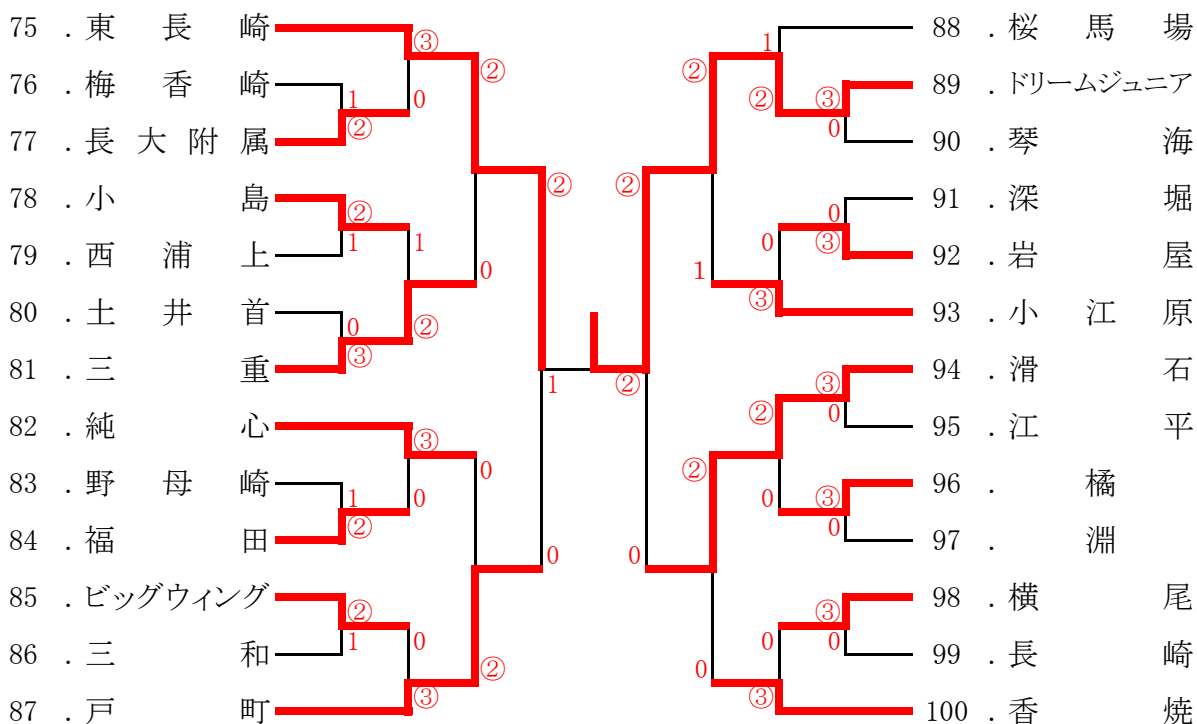 75 . 東長崎
76 . 梅香崎
77 . 長大附属
78 . 小島
79 . 西浦上
80 . 土井首
81 . 三重
82 . 純心
83 . 野母崎
84 . 福田
85 . ビッグウィング
86 . 三和
87 . 戸町
③
②
1 0
②
②
②
1 1
0
0 ②
③
1
③
0
1 0
②
0
②
1 0
②
③
1
②
② ③
0
②
0
0 ③
1
③
②
③
② 0
②
0 ③
0
0
③
0 0
0
③
88 . 桜馬場
89 . ドリームジュニア
90 . 琴海
91 . 深堀
92 . 岩屋
93 . 小江原
94 . 滑石
95 . 江平
96 . 橘
97 . 淵
98 . 横尾
99 . 長崎
100 . 香焼